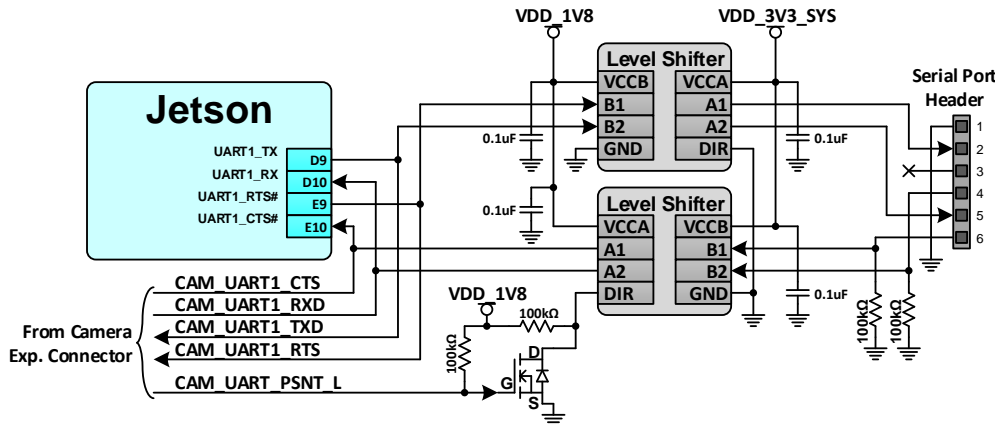 VDD_1V8
VDD_3V3_SYS
Jetson
UART1_TX
D9
UART1_RX
D10
UART1_RTS#
E9
UART1_CTS#
E10
Level Shifter
VCCB
VCCA
B1
A1
B2
A2
GND
DIR
0.1uF
0.1uF
Serial Port
Header
1
2
3
4
5
6
Level Shifter
VCCA
VCCB
A1
B1
A2
B2
DIR
GND
0.1uF
0.1uF
100kΩ
100kΩ
From Camera
Exp. Connector
CAM_UART1_CTS
CAM_UART1_RXD
CAM_UART1_TXD
CAM_UART1_RTS
CAM_UART_PSNT_L
VDD_1V8
100kΩ
100kΩ
D
G
S